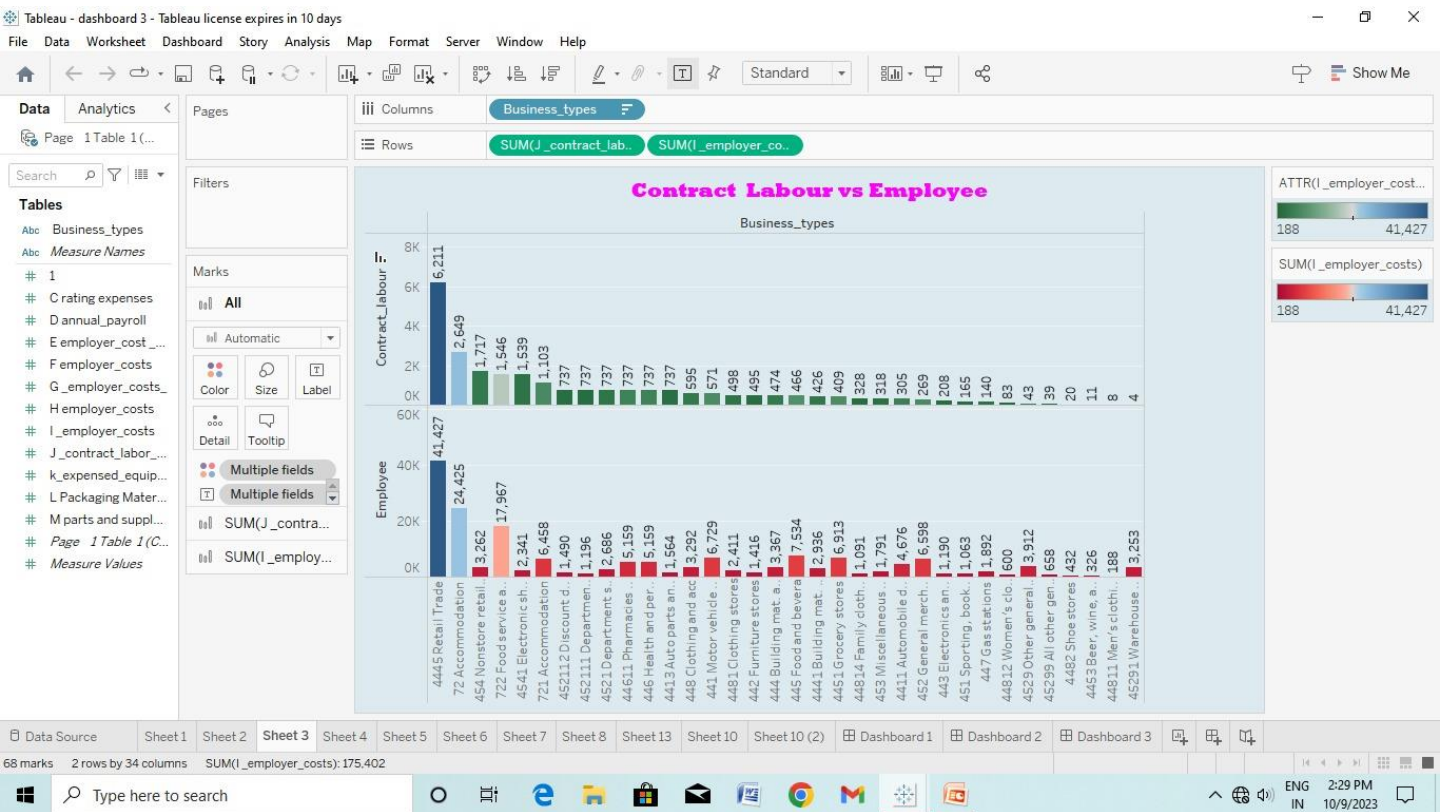 Tableau - dashboard 3 - Tableau license expires in 10 days
File Data Worksheet Dashboard Story Analysis Map Format Server Window Help
Standard
Show Me
Data Analytics
Page 1 Table 1 (...
Search
Tables
Abc Business_types
Abc Measure Names
# 1
# C rating expenses
# D annual_payroll
# E employer_cost_...
# F employer_costs
# G_employer_costs_
# H employer_costs
# I_employer_costs
# J_contract_labor_...
# k_expensed_equip...
# L Packaging Mater...
# M parts and suppl...
# Page 1 Table 1 (C...
# Measure Values
Pages
Filters
Marks
All
Automatic
Color Size Label
Detail Tooltip
Multiple fields
Multiple fields
SUM(J_contra...
SUM(I_employ...
Columns Business_types
Rows SUM(J_contract_lab.. SUM(I_employer_co..
Contract Labour vs Employee
Business_types
Contract_labour
8K
6K
4K
2K
0K
6,211 2,649 1,717 1,546 1,539 1,103 737 737 737 737 737 737 595 571 498 495 474 466 426 409 328 318 305 269 208 165 140 83 43 39 20 11 8 4
Employee
60K
40K
20K
0K
41,427 24,425 3,262 17,967 2,341 6,458 1,490 1,196 2,686 5,159 5,159 1,564 3,292 6,729 2,411 1,416 3,367 7,534 2,936 6,913 1,091 1,791 4,676 6,598 1,190 1,063 1,892 600 3,912 658 432 326 188 3,253
4445 Retail Trade
72 Accommodation
454 Nonstore retail..
722 Food service a..
4541 Electronic sh..
721 Accommodation
452112 Discount d..
452111 Departmen..
4521 Department s..
44611 Pharmacies ..
446 Health and per..
4413 Auto parts an..
448 Clothing and acc
441 Motor vehicle ..
4481 Clothing stores
442 Furniture stores
444 Building mat. a..
445 Food and bevera
4441 Building mat. ..
4451 Grocery stores
44814 Family cloth..
453 Miscellaneous ..
4411 Automobile d..
452 General merch..
443 Electronics an..
451 Sporting, book..
447 Gas stations
44812 Women's clo..
4529 Other general..
45299 All other gen..
4482 Shoe stores
4453 Beer, wine, a..
44811 Men's clothi..
45291 Warehouse ..
ATTR(I_employer_cost...
188 41,427
SUM(I_employer_costs)
188 41,427
Data Source Sheet 1 Sheet 2 Sheet 3 Sheet 4 Sheet 5 Sheet 6 Sheet 7 Sheet 8 Sheet 13 Sheet 10 Sheet 10 (2) Dashboard 1 Dashboard 2 Dashboard 3
68 marks 2 rows by 34 columns SUM(I_employer_costs): 175,402
Type here to search
ENG
IN
2:29 PM
10/9/2023